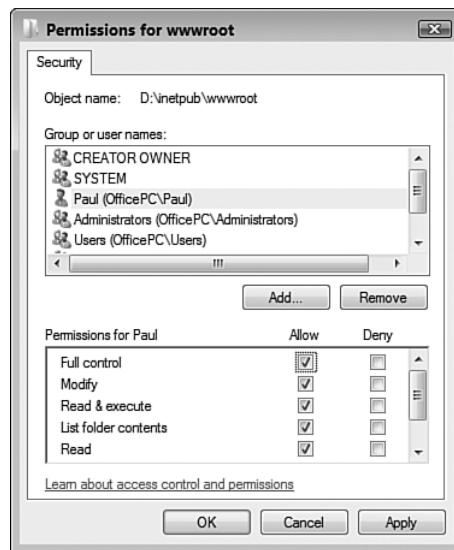 Permissions for wwwroot
Security
Object name: D:\inetpub\wwwroot
Group or user names:
CREATOR OWNER
SYSTEM
Paul (OfficePC\Paul)
Administrators (OfficePC\Administrators)
Users (OfficePC\Users)
Add... Remove
Permissions for Paul Allow Deny
Full control
Modify
Read & execute
List folder contents
Read
Learn about access control and permissions
OK Cancel Apply